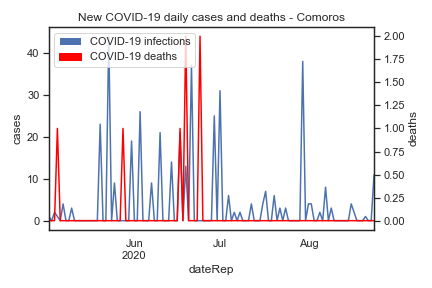 New COVID-19 daily cases and deaths - Comoros
COVID-19 infections
COVID-19 deaths
40
30
20
10
0
cases
2.00
1.75
1.50
1.25
1.00
0.75
0.50
0.25
0.00
deaths
Jun
2020
Jul
Aug
dateRep